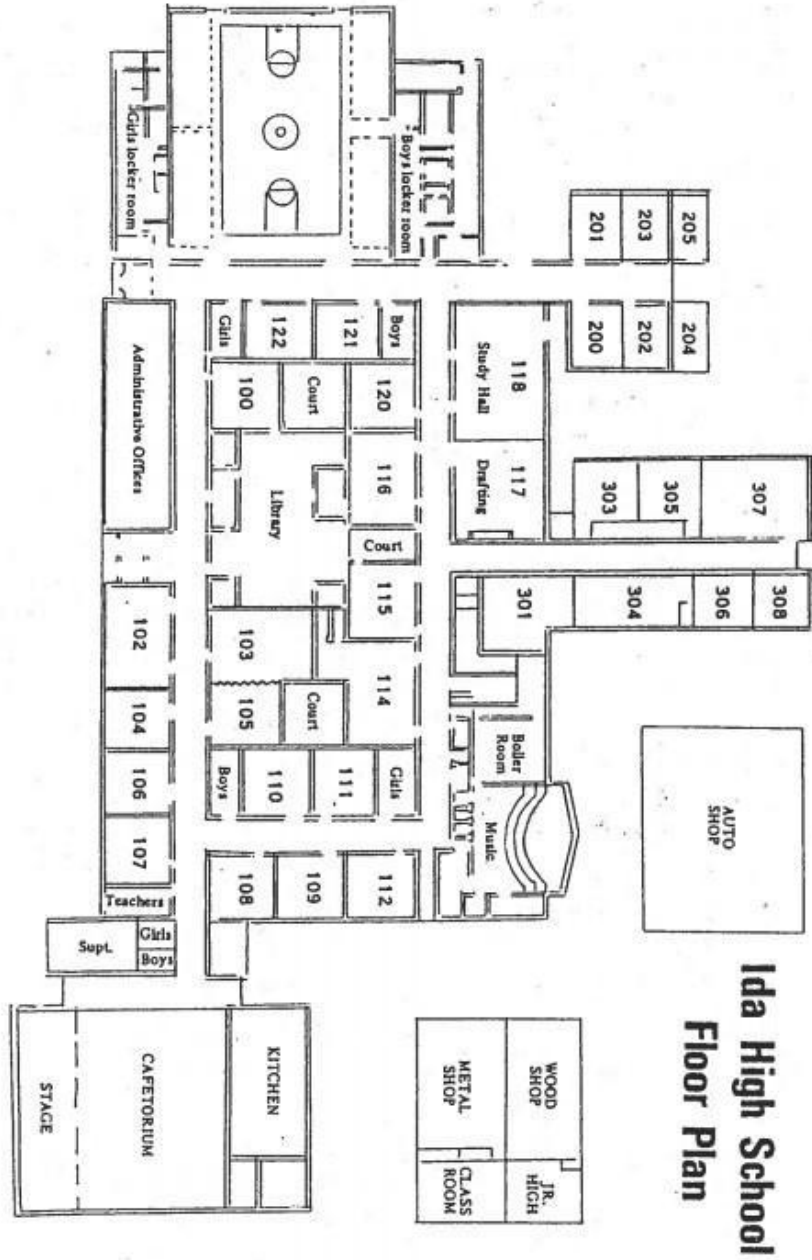 Ida High School
Floor Plan
Girls locker room
Boys locker room
201
203
205
200
202
204
Administrative Offices
Girls
122
121
Boys
118
Study Hall
100
Court
120
Library
116
117
Drafting
303
305
307
Court
115
301
304
306
308
102
103
114
104
105
Court
Boiler
Room
AUTO
SHOP
106
Boys
110
111
Girls
Music
107
108
109
112
Teachers
Supt.
Girls
Boys
STAGE
CAFETORIUM
KITCHEN
METAL
SHOP
WOOD
SHOP
CLASS
ROOM
JR.
HIGH